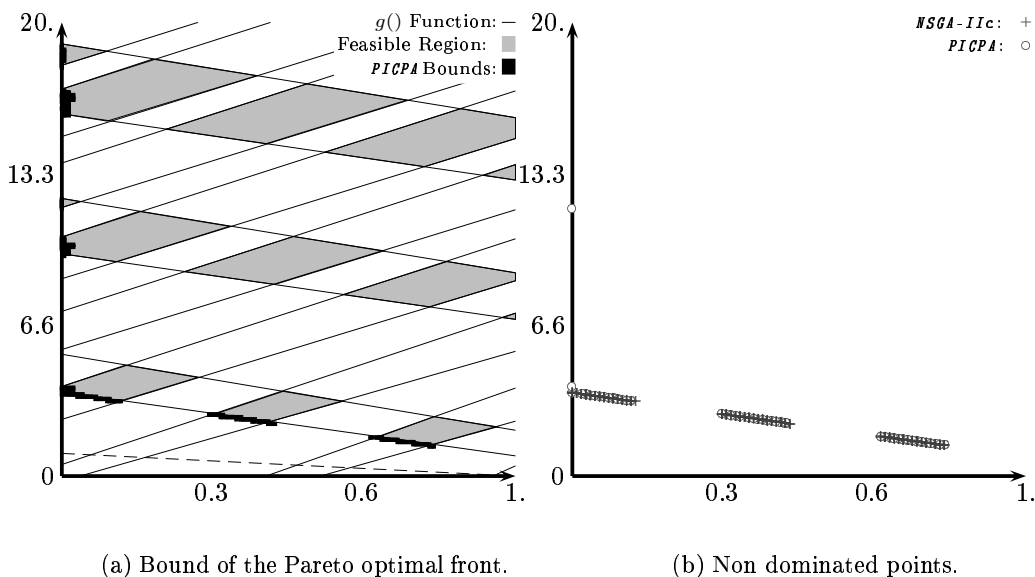 20.
g() Function: –
Feasible Region:
PICPA Bounds:
13.3
6.6
0
0.3
0.6
1.
(a) Bound of the Pareto optimal front.
20.
NSGA-IIc: +
PICPA: ○
13.3
6.6
0
0.3
0.6
1.
(b) Non dominated points.